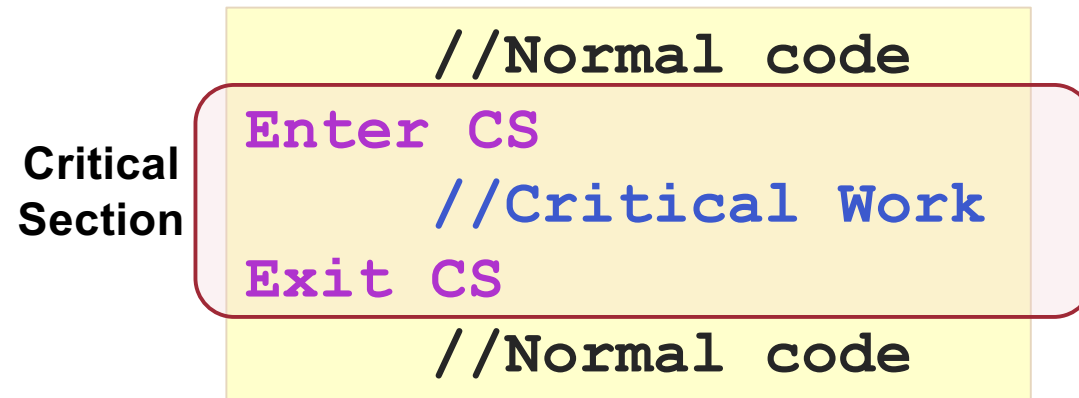 //Normal code
Enter CS
Critical
Section
//Critical Work
Exit CS
//Normal code